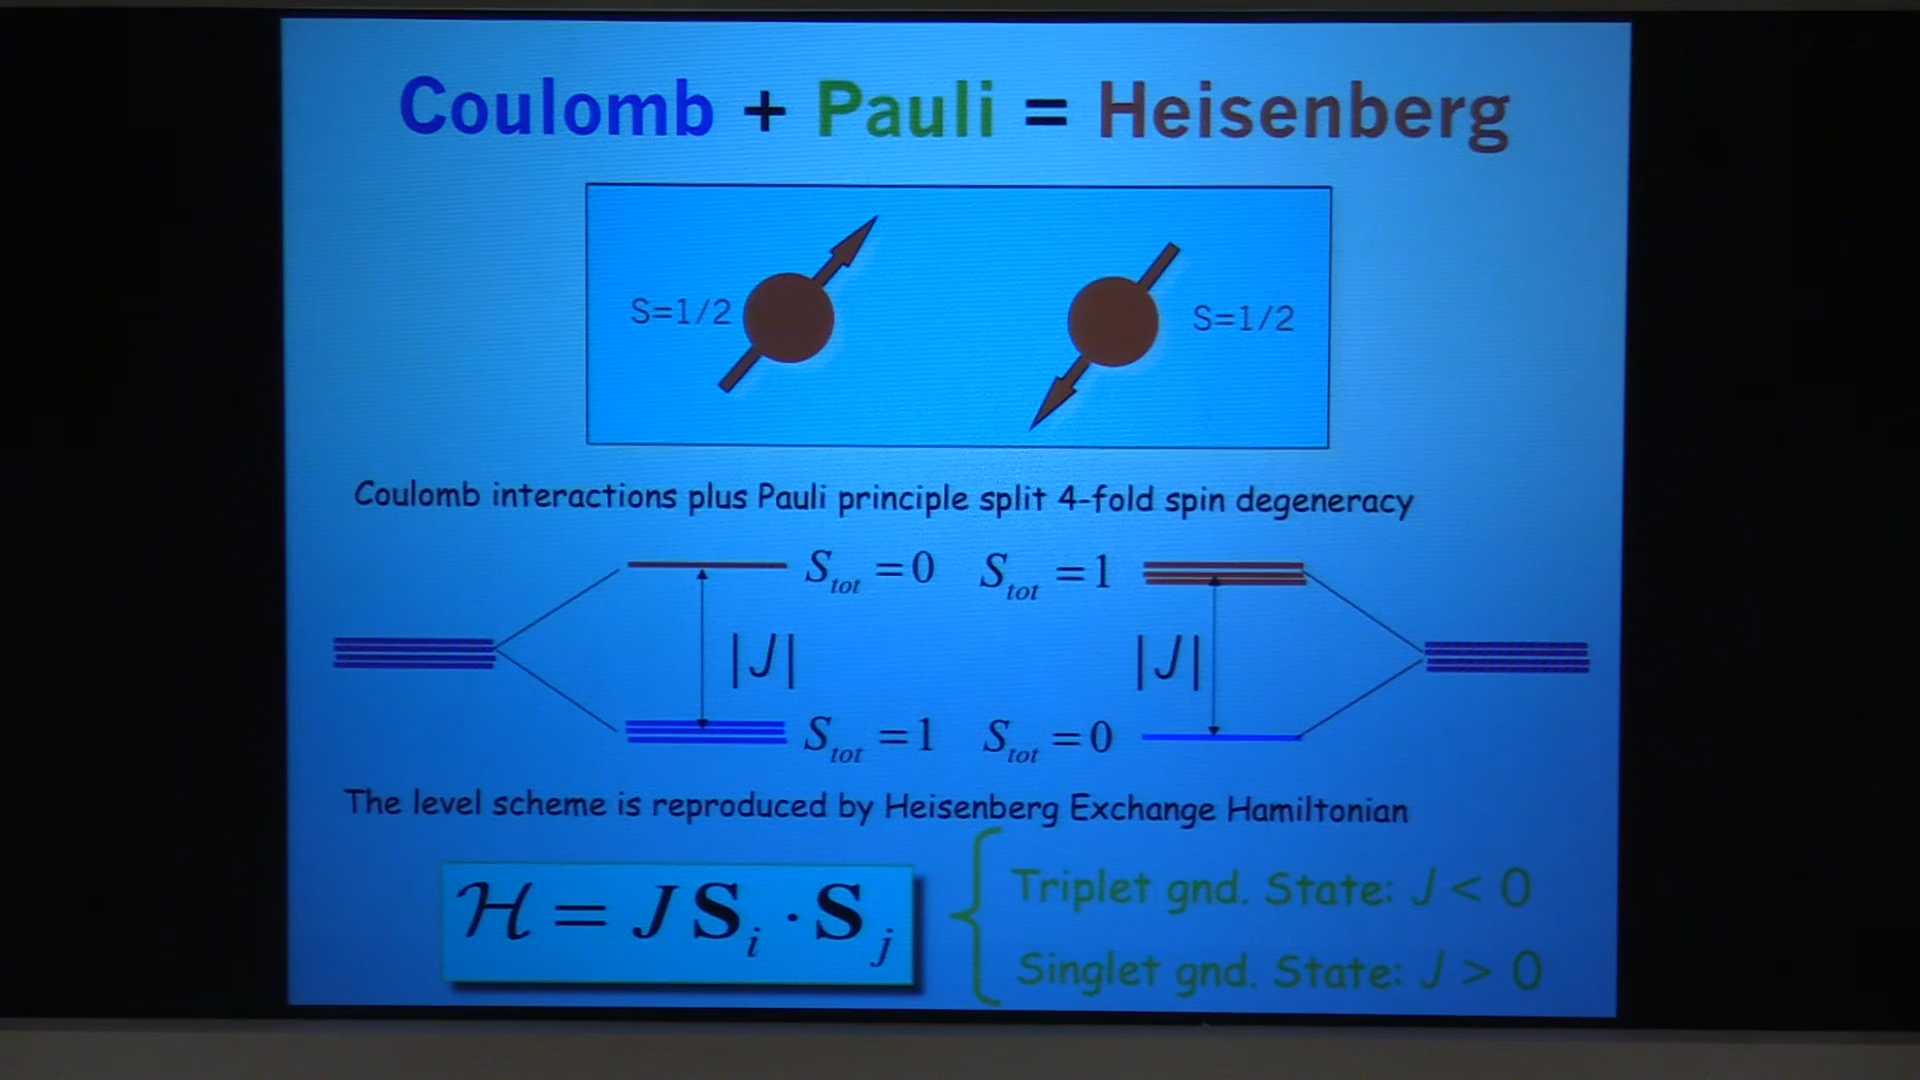 Coulomb + Pauli = Heisenberg
S=1/2
S=1/2
Coulomb interactions plus Pauli principle split 4-fold spin degeneracy
S_tot = 0 S_tot = 1
|J| |J|
S_tot = 1 S_tot = 0
The level scheme is reproduced by Heisenberg Exchange Hamiltonian
ℋ = J S_i · S_j
Triplet gnd. State: J < 0
Singlet gnd. State: J > 0